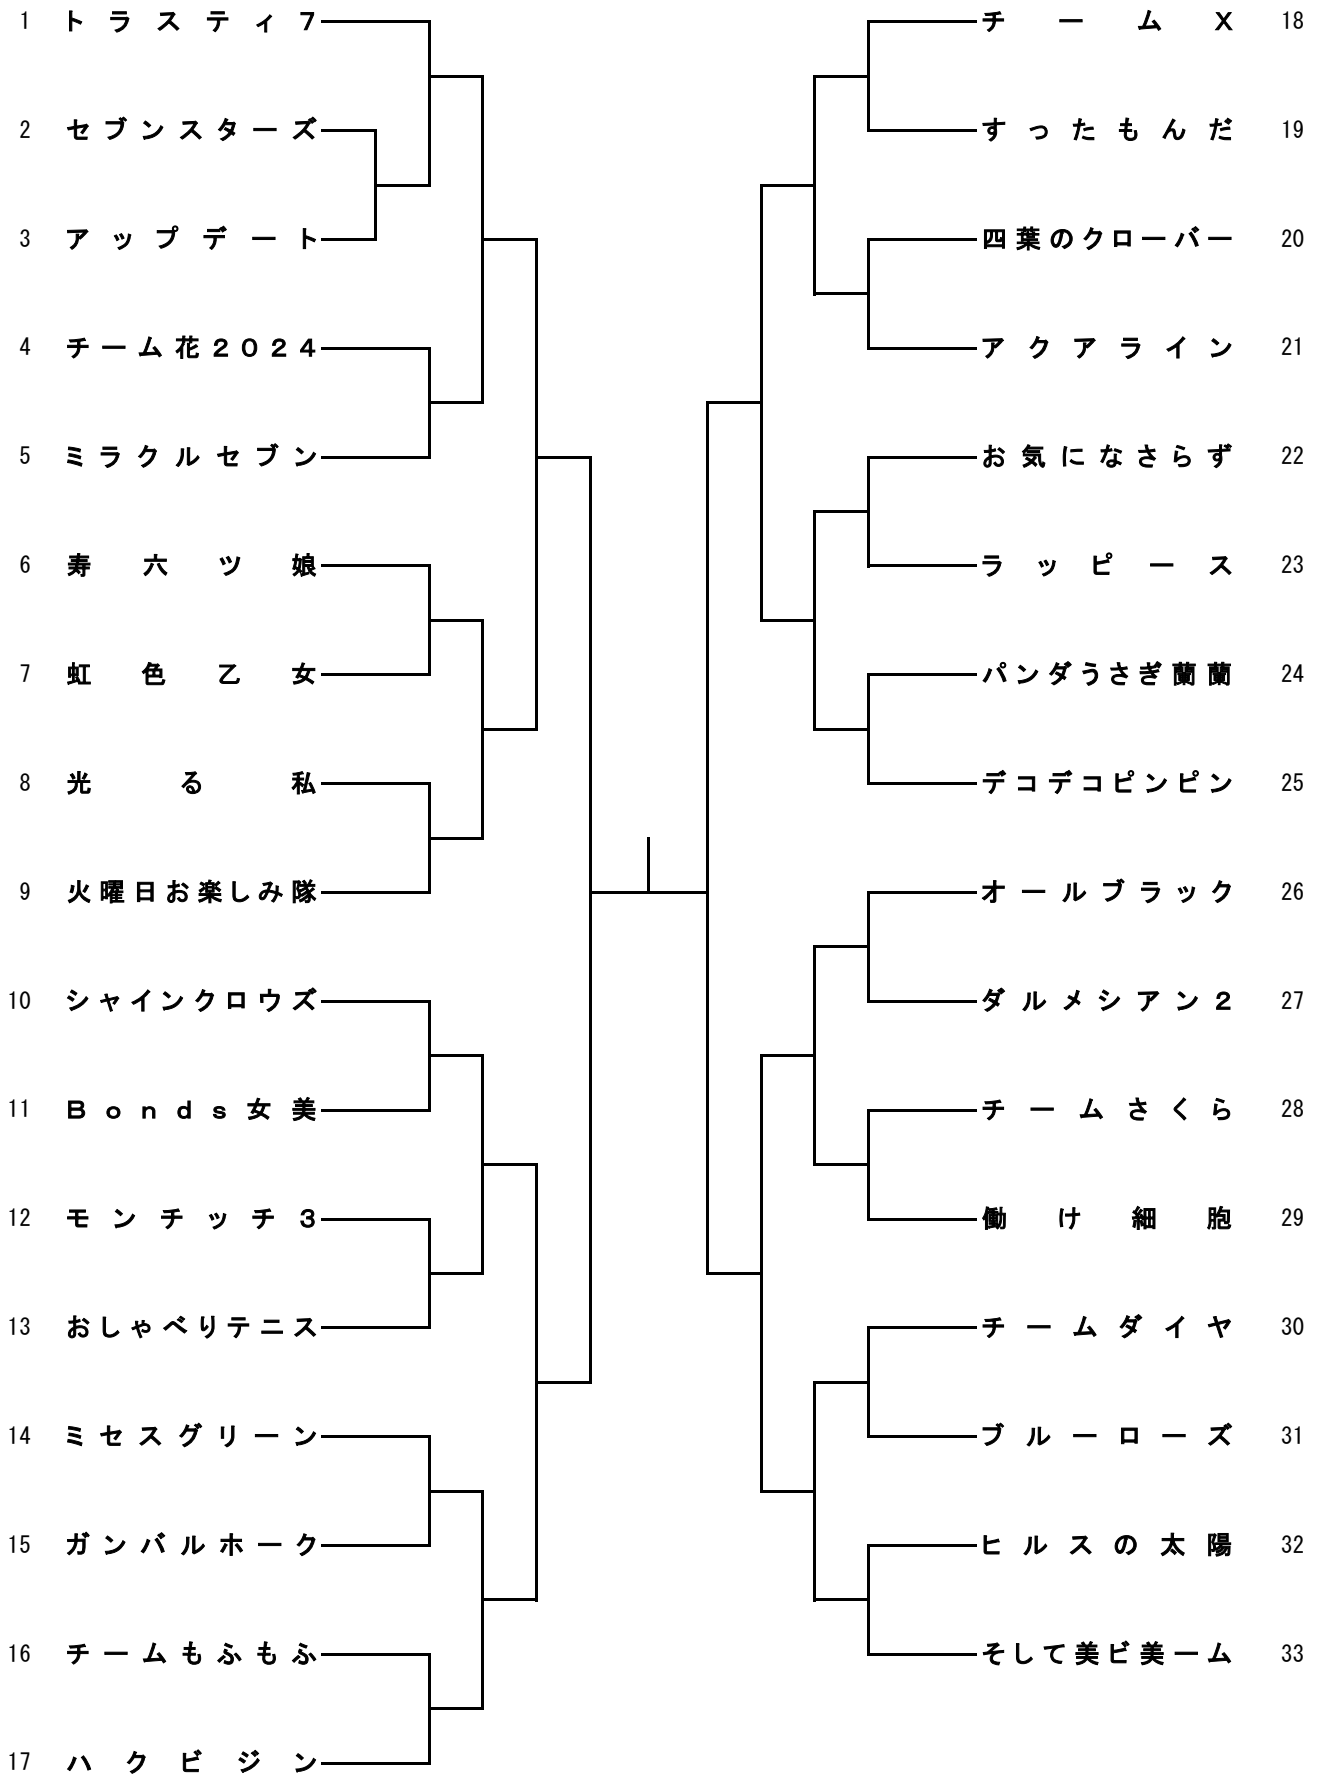 1 トラスティ7
2 セブンスターズ
3 アップデート
4 チーム花2024
5 ミラクルセブン
6 寿六ツ娘
7 虹色乙女
8 光る私
9 火曜日お楽しみ隊
10 シャインクロウズ
11 Bonds女美
12 モンチッチ3
13 おしゃべりテニス
14 ミセスグリーン
15 ガンバルホーク
16 チームもふもふ
17 ハクビジン
チームX 18
すったもんだ 19
四葉のクローバー 20
アクアライン 21
お気になさらず 22
ラッピース 23
パンダうさぎ蘭蘭 24
デコデコピンピン 25
オールブラック 26
ダルメシアン2 27
チームさくら 28
働け細胞 29
チームダイヤ 30
ブルーローズ 31
ヒルスの太陽 32
そして美ビ美ーム 33